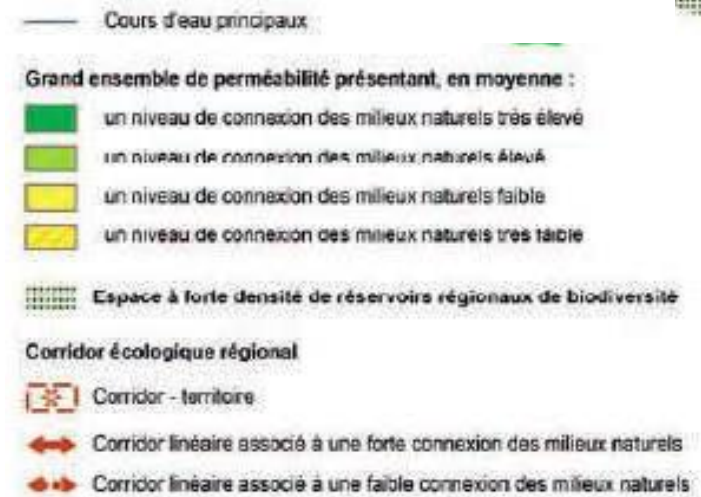 Cours d'eau principaux
Grand ensemble de perméabilité présentant, en moyenne :
un niveau de connexion des milieux naturels très élevé
un niveau de connexion des milieux naturels élevé
un niveau de connexion des milieux naturels faible
un niveau de connexion des milieux naturels très faible
Espace à forte densité de réservoirs régionaux de biodiversité
Corridor écologique régional
Corridor - territoire
Corridor linéaire associé à une forte connexion des milieux naturels
Corridor linéaire associé à une faible connexion des milieux naturels